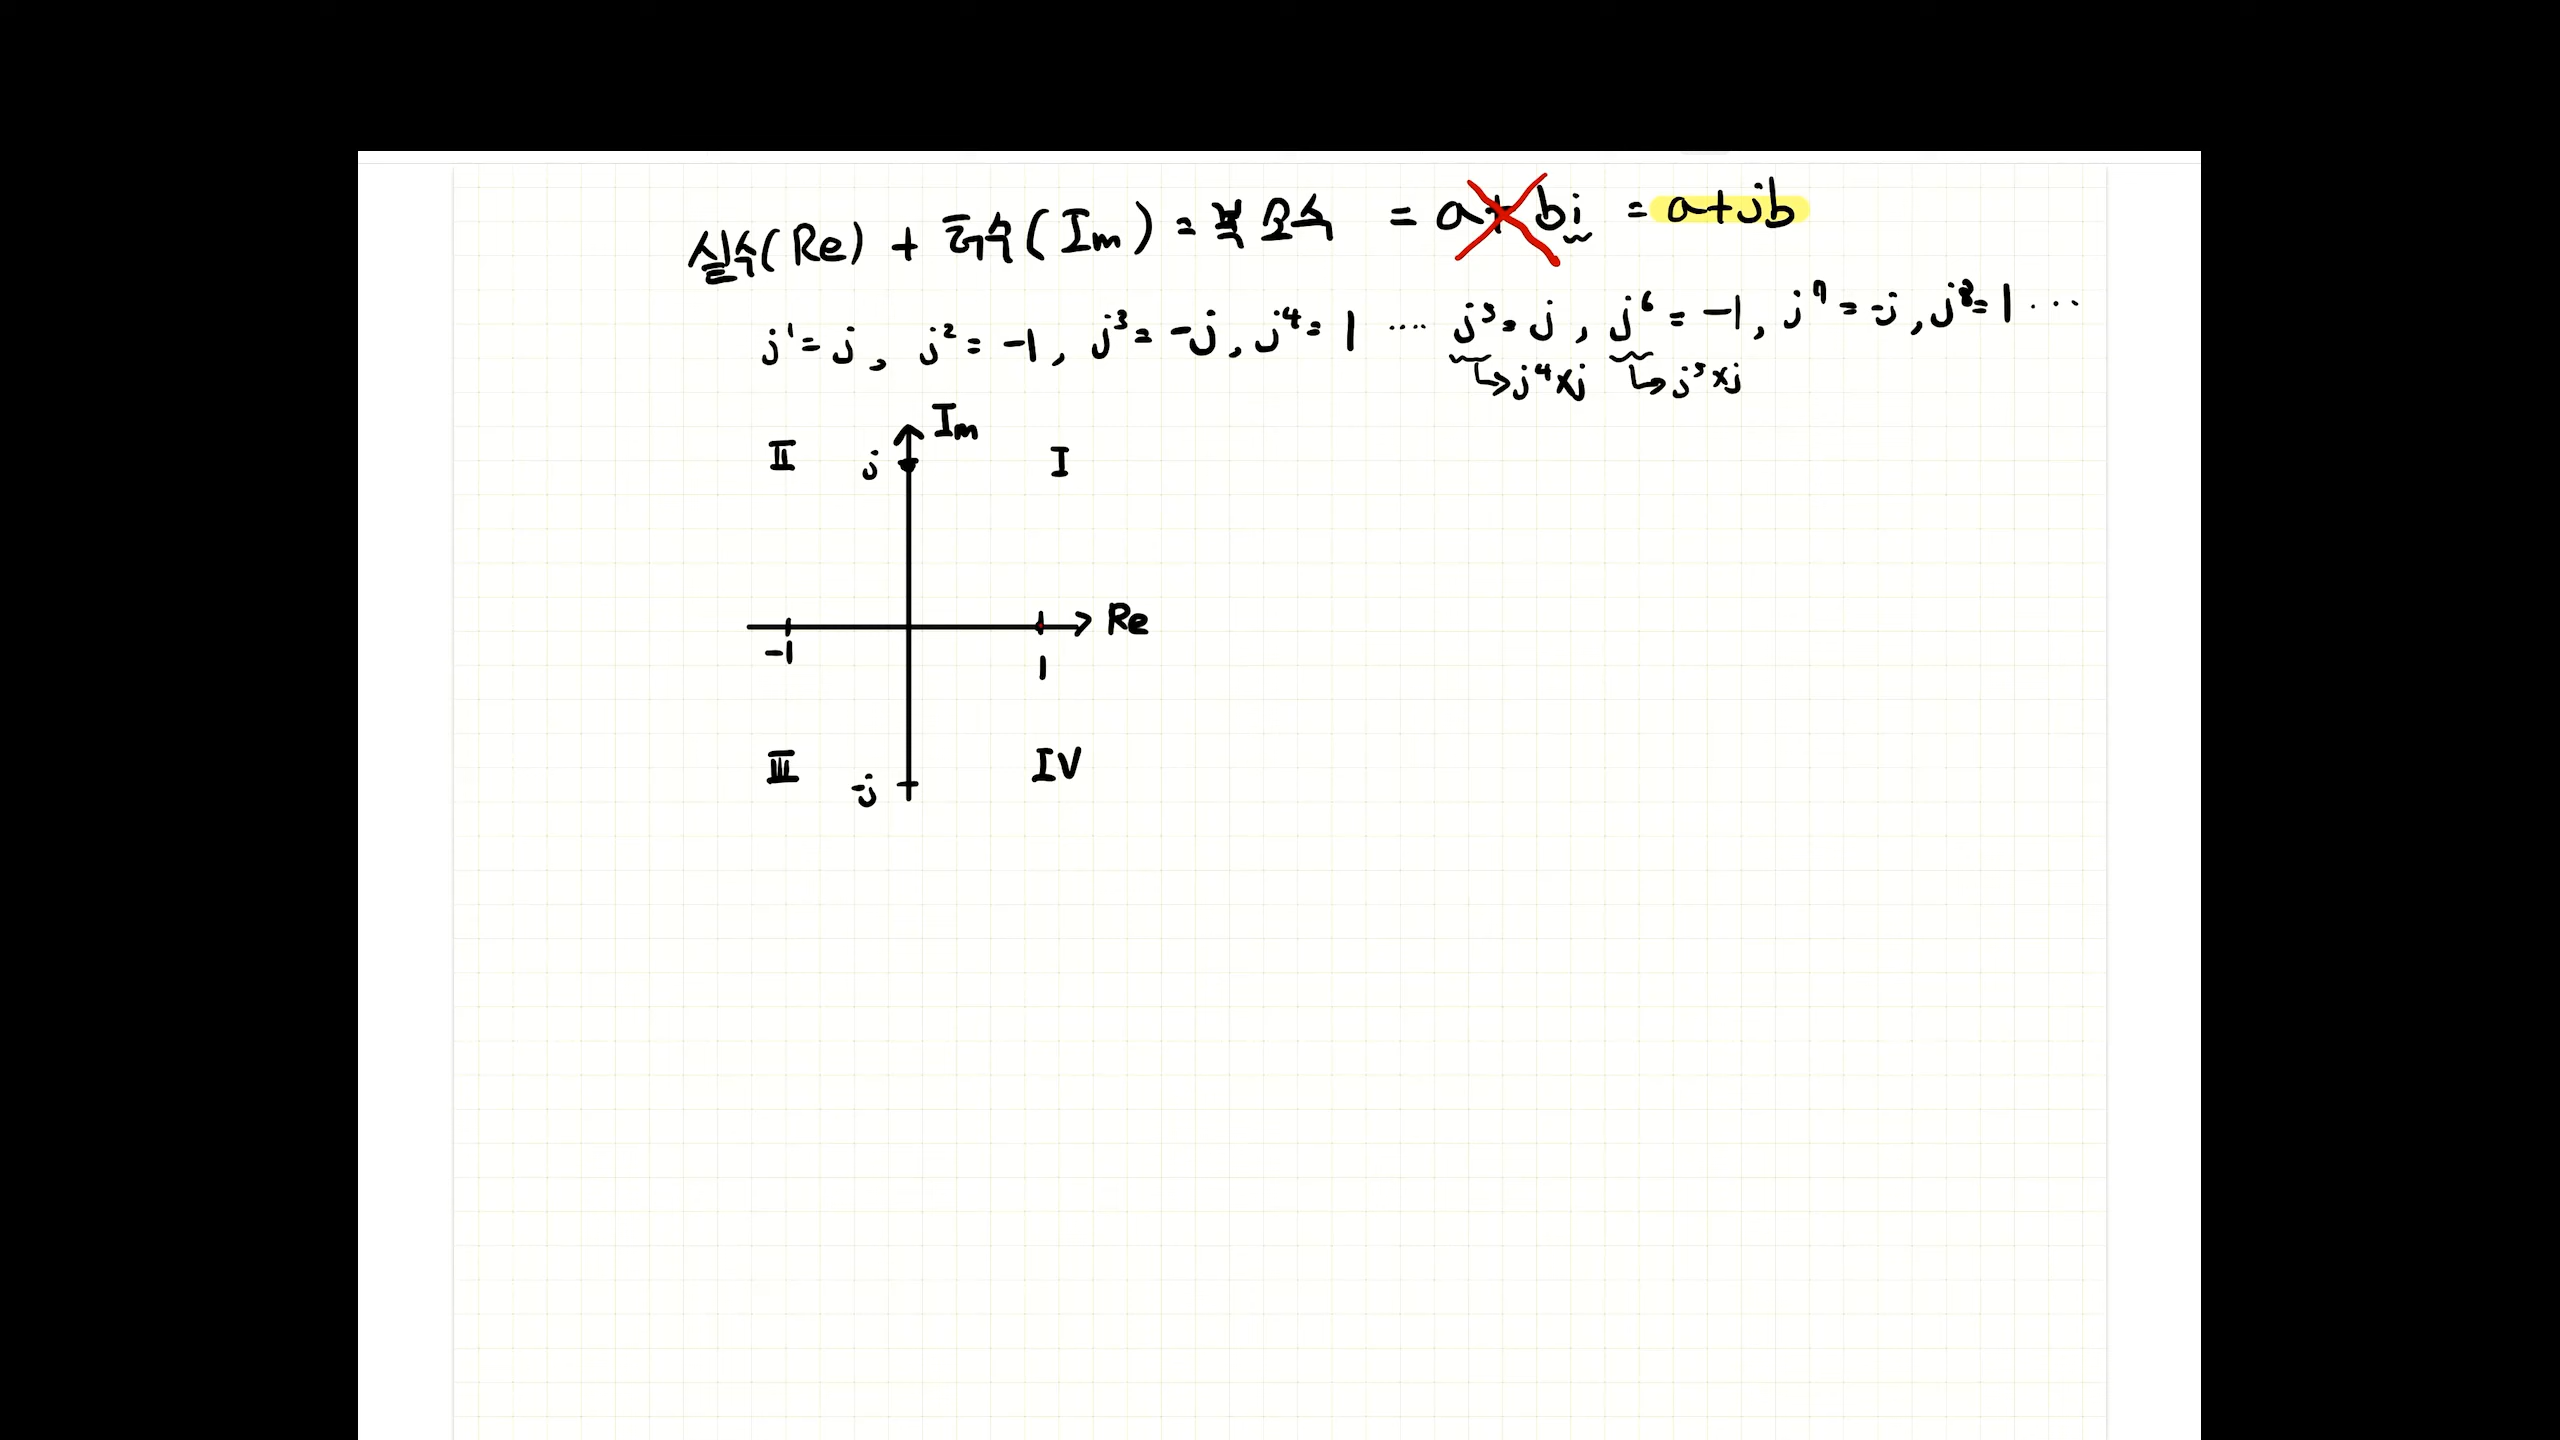 실수(Re) + 허수(Im) = 복소수 = a+bi = a+jb
j¹=j, j²=-1, j³=-j, j⁴=1 ···· j⁵=j, j⁶=-1, j⁷=-j, j⁸=1 ···
↳j⁴×j ↳j⁵×j
Im
II j I
Re
-1
1
III -j IV